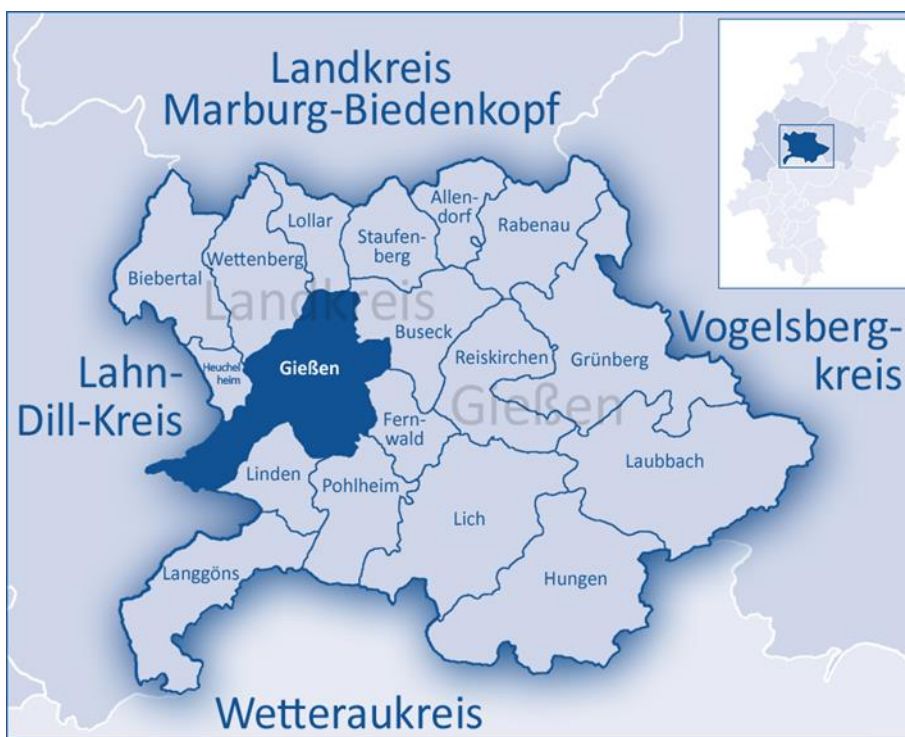 Landkreis
Marburg-Biedenkopf
Allen-
dorf
Lollar
Rabenau
Staufen-
berg
Wettenberg
Biebertal
Landkreis
Buseck
Vogelsberg-
kreis
Reiskirchen
Grünberg
Heuchel
heim
Gießen
Lahn-
Dill-Kreis
Gießen
Fern-
wald
Laubbach
Linden
Pohlheim
Lich
Langgöns
Hungen
Wetteraukreis